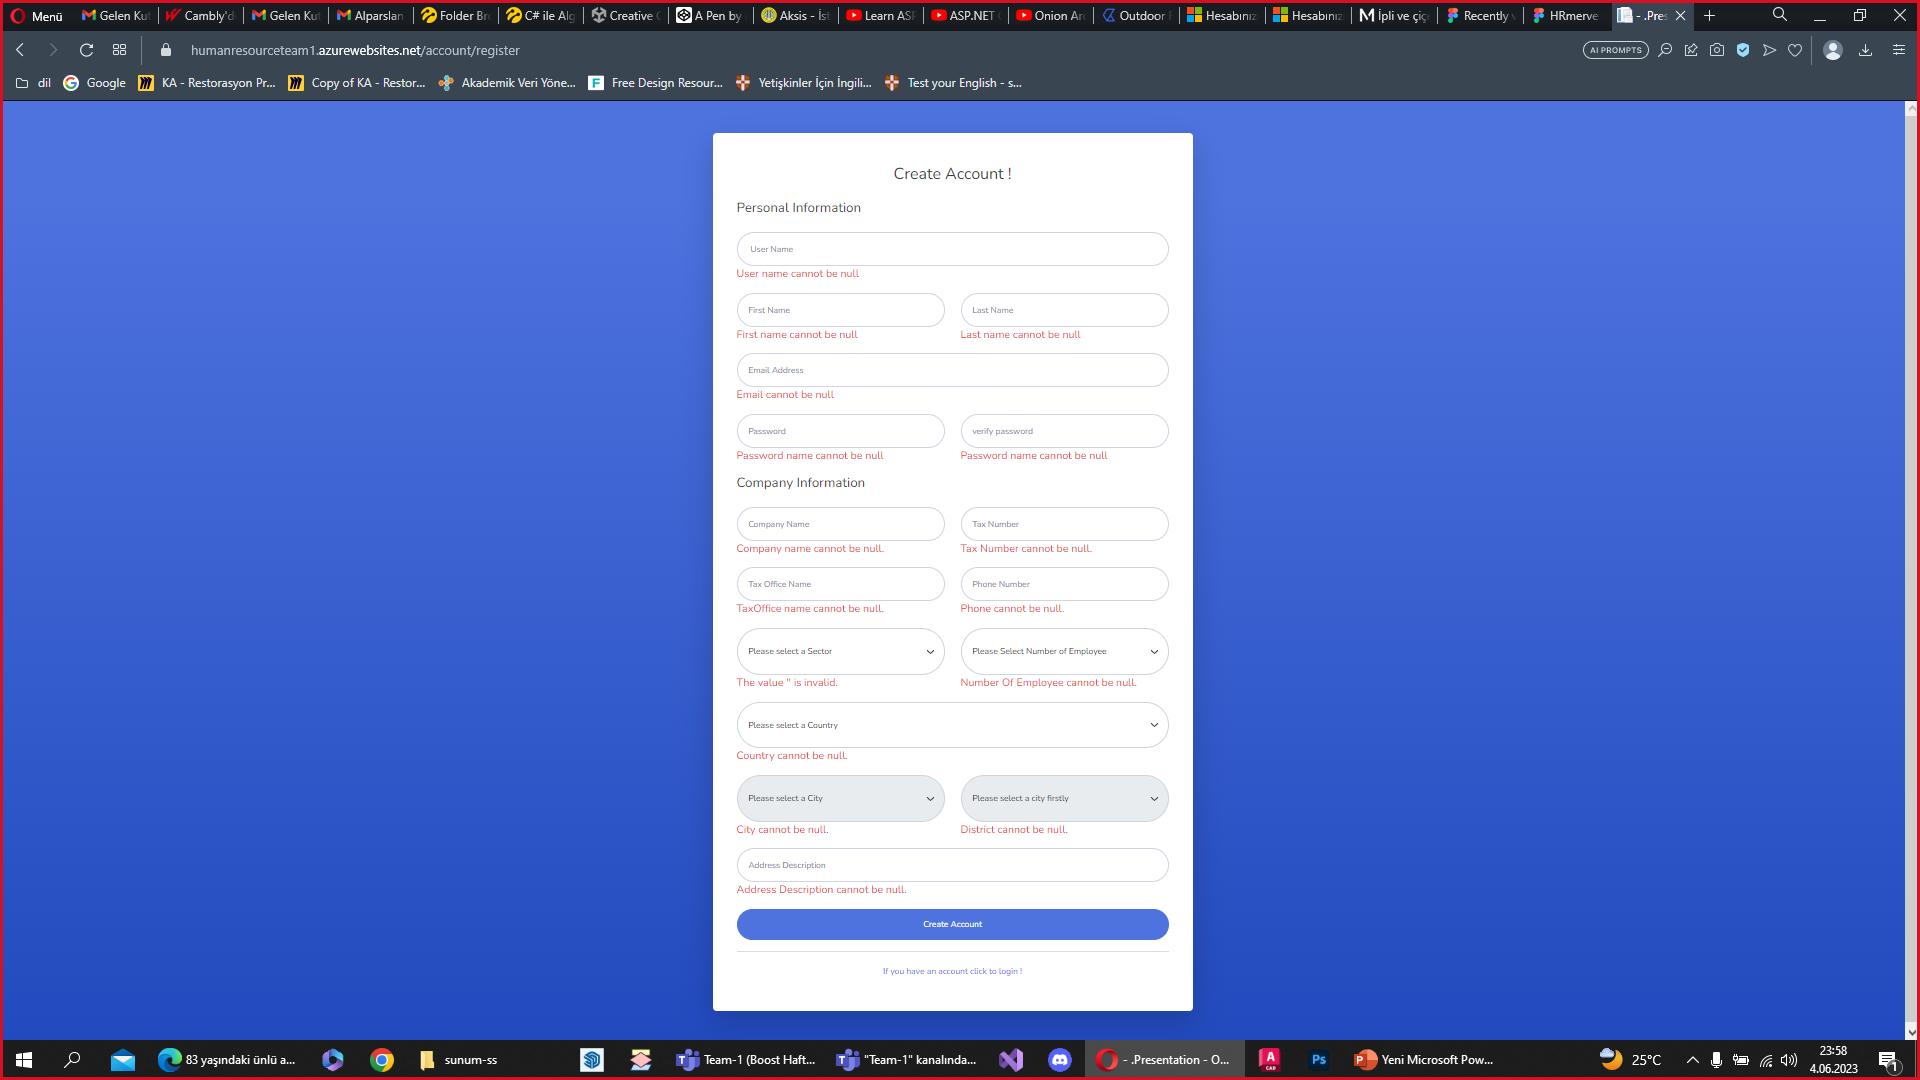 Menü
Gelen Kut
Cambly'd
Gelen Kut
Alparslan
Folder Bro
C# ile Alg
Creative C
A Pen by
Aksis - İst
Learn ASP
ASP.NET C
Onion Arc
Outdoor F
Hesabınız
Hesabınız
İpli ve çiç
Recently v
HRmerve
- .Pres
humanresourceteam1.azurewebsites.net/account/register
AI PROMPTS
dil
Google
KA - Restorasyon Pr...
Copy of KA - Restor...
Akademik Veri Yöne...
Free Design Resour...
Yetişkinler İçin İngili...
Test your English - s...
Create Account !
Personal Information
User Name
User name cannot be null
First Name
Last Name
First name cannot be null
Last name cannot be null
Email Address
Email cannot be null
Password
verify password
Password name cannot be null
Password name cannot be null
Company Information
Company Name
Tax Number
Company name cannot be null.
Tax Number cannot be null.
Tax Office Name
Phone Number
TaxOffice name cannot be null.
Phone cannot be null.
Please select a Sector
Please Select Number of Employee
The value '' is invalid.
Number Of Employee cannot be null.
Please select a Country
Country cannot be null.
Please select a City
Please select a city firstly
City cannot be null.
District cannot be null.
Address Description
Address Description cannot be null.
Create Account
If you have an account click to login !
83 yaşındaki ünlü a...
sunum-ss
Team-1 (Boost Haft...
"Team-1" kanalında...
- .Presentation - O...
Yeni Microsoft Pow...
25°C
23:58
4.06.2023
1